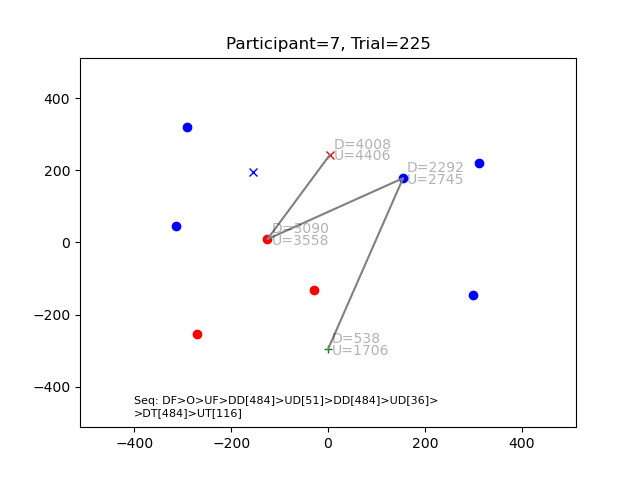 Participant=7, Trial=225
400
200
0
−200
−400
D=4008
U=4406
D=2292
U=2745
D=3090
U=3558
D=538
U=1706
Seq: DF>O>UF>DD[484]>UD[51]>DD[484]>UD[36]>
>DT[484]>UT[116]
−400
−200
0
200
400